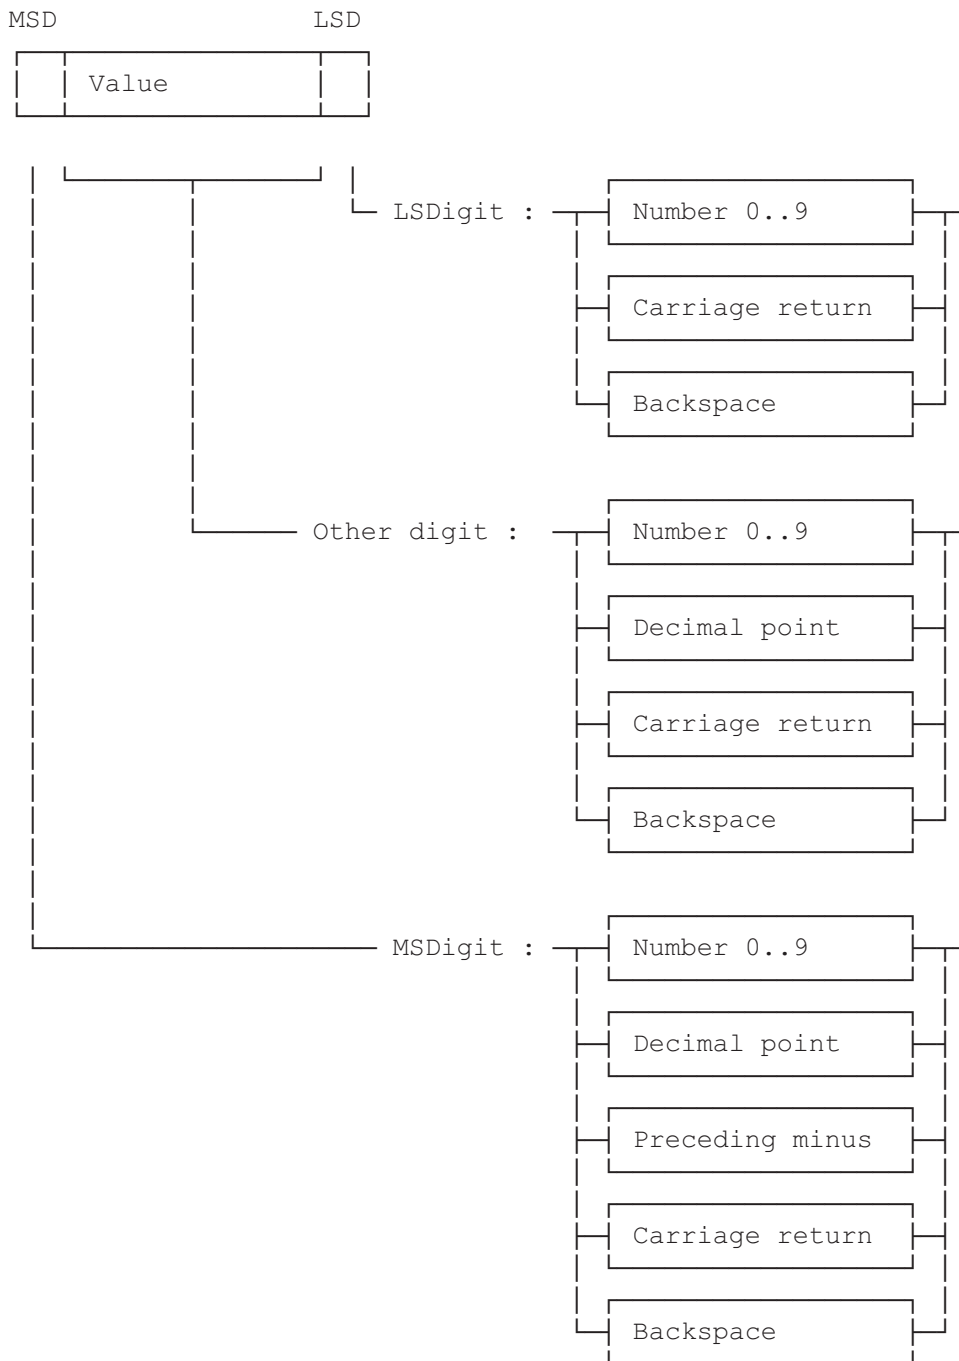 MSD LSD
Value
LSDigit : Number 0..9
Carriage return
Backspace
Other digit : Number 0..9
Decimal point
Carriage return
Backspace
MSDigit : Number 0..9
Decimal point
Preceding minus
Carriage return
Backspace